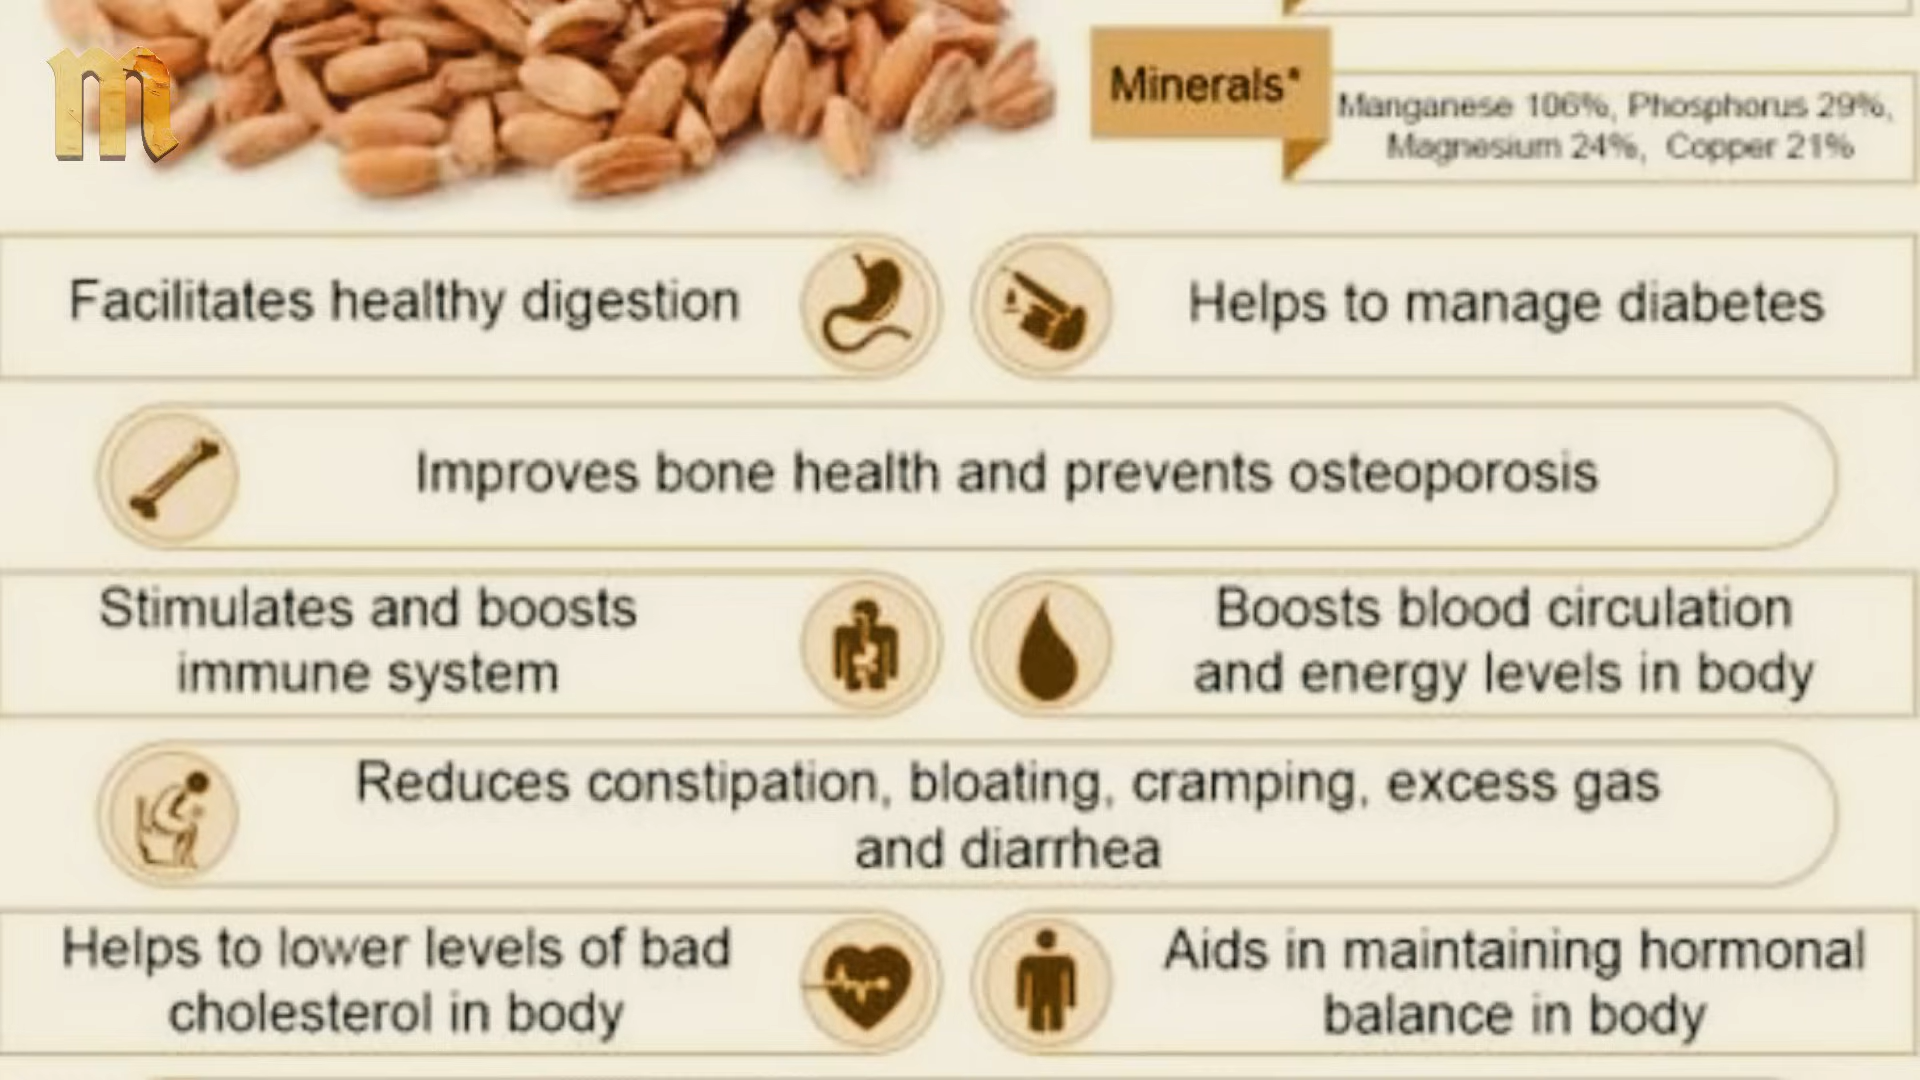 m
Minerals*
Manganese 106%, Phosphorus 29%,
Magnesium 24%, Copper 21%
Facilitates healthy digestion
Helps to manage diabetes
Improves bone health and prevents osteoporosis
Stimulates and boosts
immune system
Boosts blood circulation
and energy levels in body
Reduces constipation, bloating, cramping, excess gas
and diarrhea
Helps to lower levels of bad
cholesterol in body
Aids in maintaining hormonal
balance in body